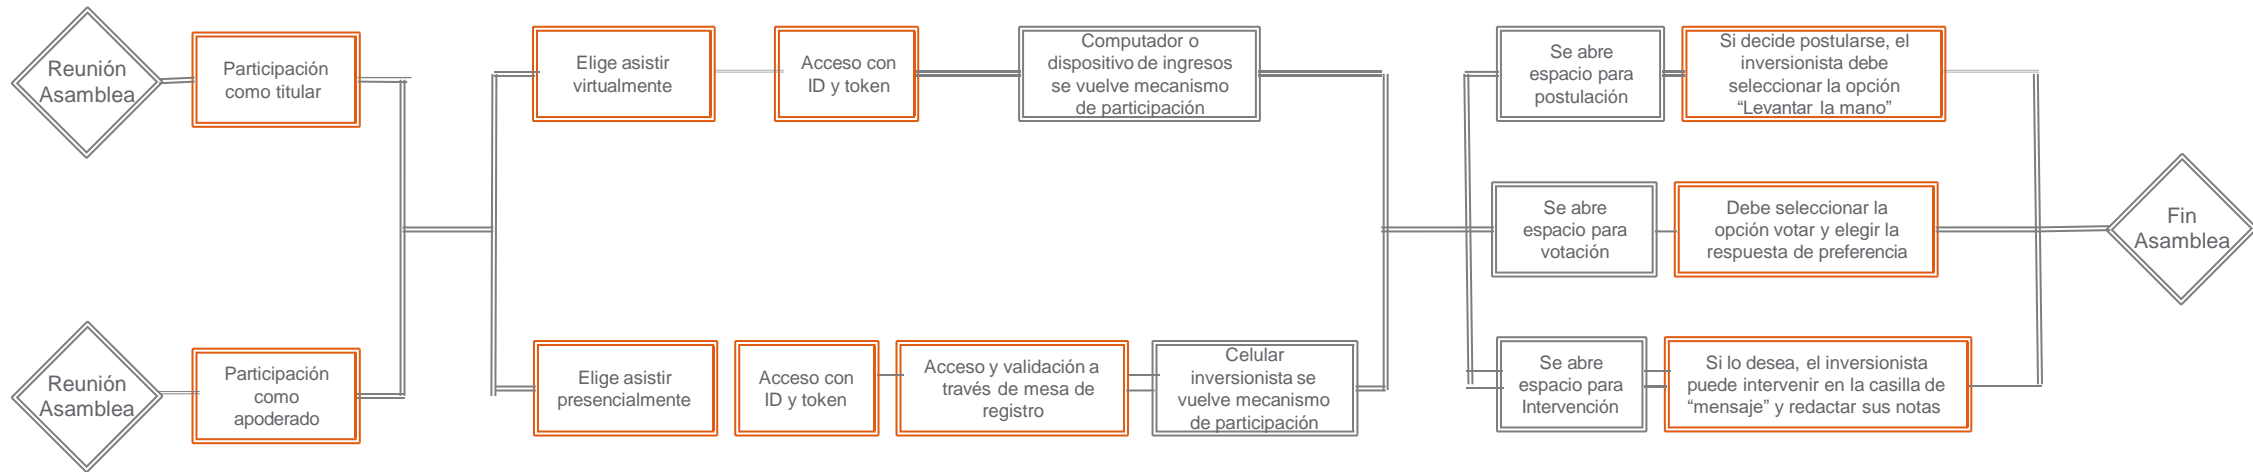 Reunión
Asamblea
Participación
como titular
Elige asistir
virtualmente
Acceso con
ID y token
Computador o
dispositivo de ingresos
se vuelve mecanismo
de participación
Se abre
espacio para
postulación
Si decide postularse, el
inversionista debe
seleccionar la opción
“Levantar la mano”
Se abre
espacio para
votación
Debe seleccionar la
opción votar y elegir la
respuesta de preferencia
Fin
Asamblea
Reunión
Asamblea
Participación
como
apoderado
Elige asistir
presencialmente
Acceso con
ID y token
Acceso y validación a
través de mesa de
registro
Celular
inversionista se
vuelve mecanismo
de participación
Se abre
espacio para
Intervención
Si lo desea, el inversionista
puede intervenir en la casilla de
“mensaje” y redactar sus notas